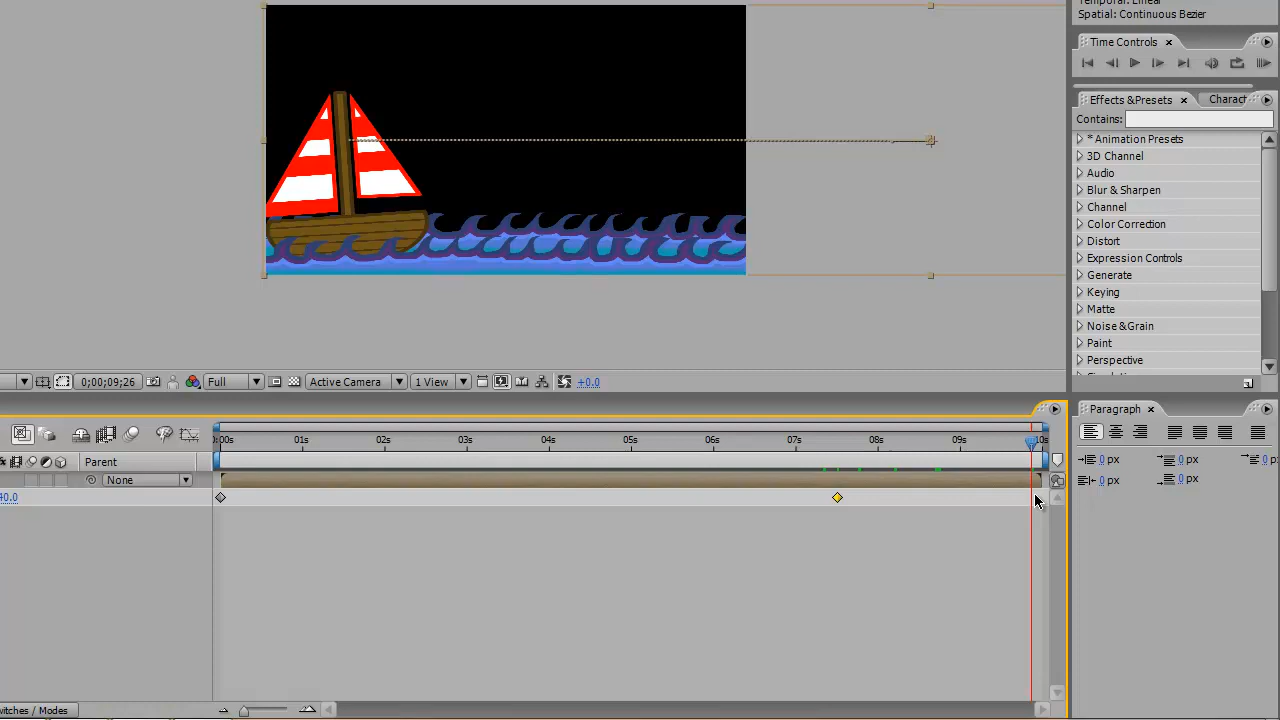 Temporal: Linear
Spatial: Continuous Bezier
Time Controls
Effects & Presets
Charact
Contains:
* Animation Presets
3D Channel
Audio
Blur & Sharpen
Channel
Color Correction
Distort
Expression Controls
Generate
Keying
Matte
Noise & Grain
Paint
Perspective
0;00;09;26
Full
Active Camera
1 View
+0.0
Paragraph
:00s 01s 02s 03s 04s 05s 06s 07s 08s 09s 10s
Parent
None
40.0
0 px 0 px 0 px
0 px 0 px
witches / Modes